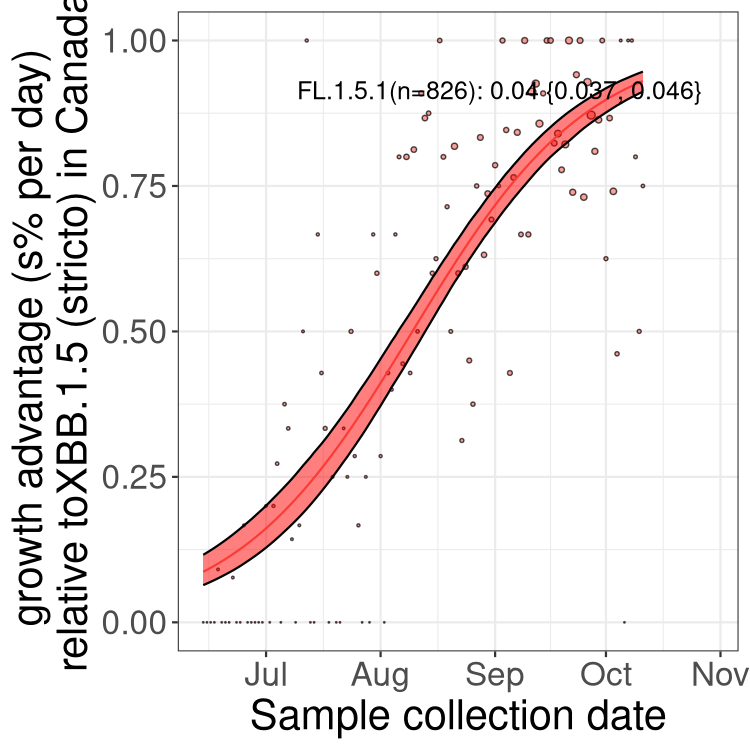 growth advantage (s% per day)
relative toXBB.1.5 (stricto) in Canada
1.00
0.75
0.50
0.25
0.00
FL.1.5.1(n=826): 0.04 {0.037, 0.046}
Jul Aug Sep Oct Nov
Sample collection date